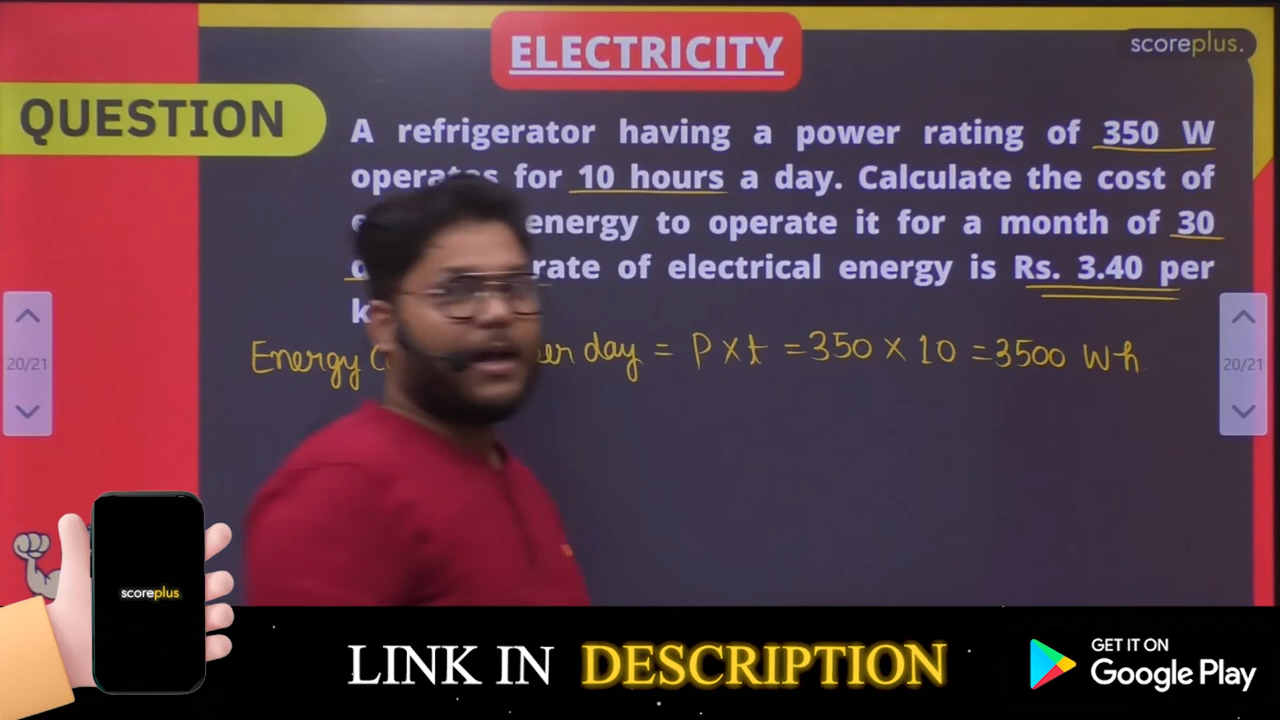 ELECTRICITY
scoreplus.
QUESTION
A refrigerator having a power rating of 350 W
operates for 10 hours a day. Calculate the cost of
energy to operate it for a month of 30
rate of electrical energy is Rs. 3.40 per
Energy day = P × t = 350 × 10 = 3500 Wh
20/21
20/21
scoreplus
LINK IN DESCRIPTION
GET IT ON
Google Play